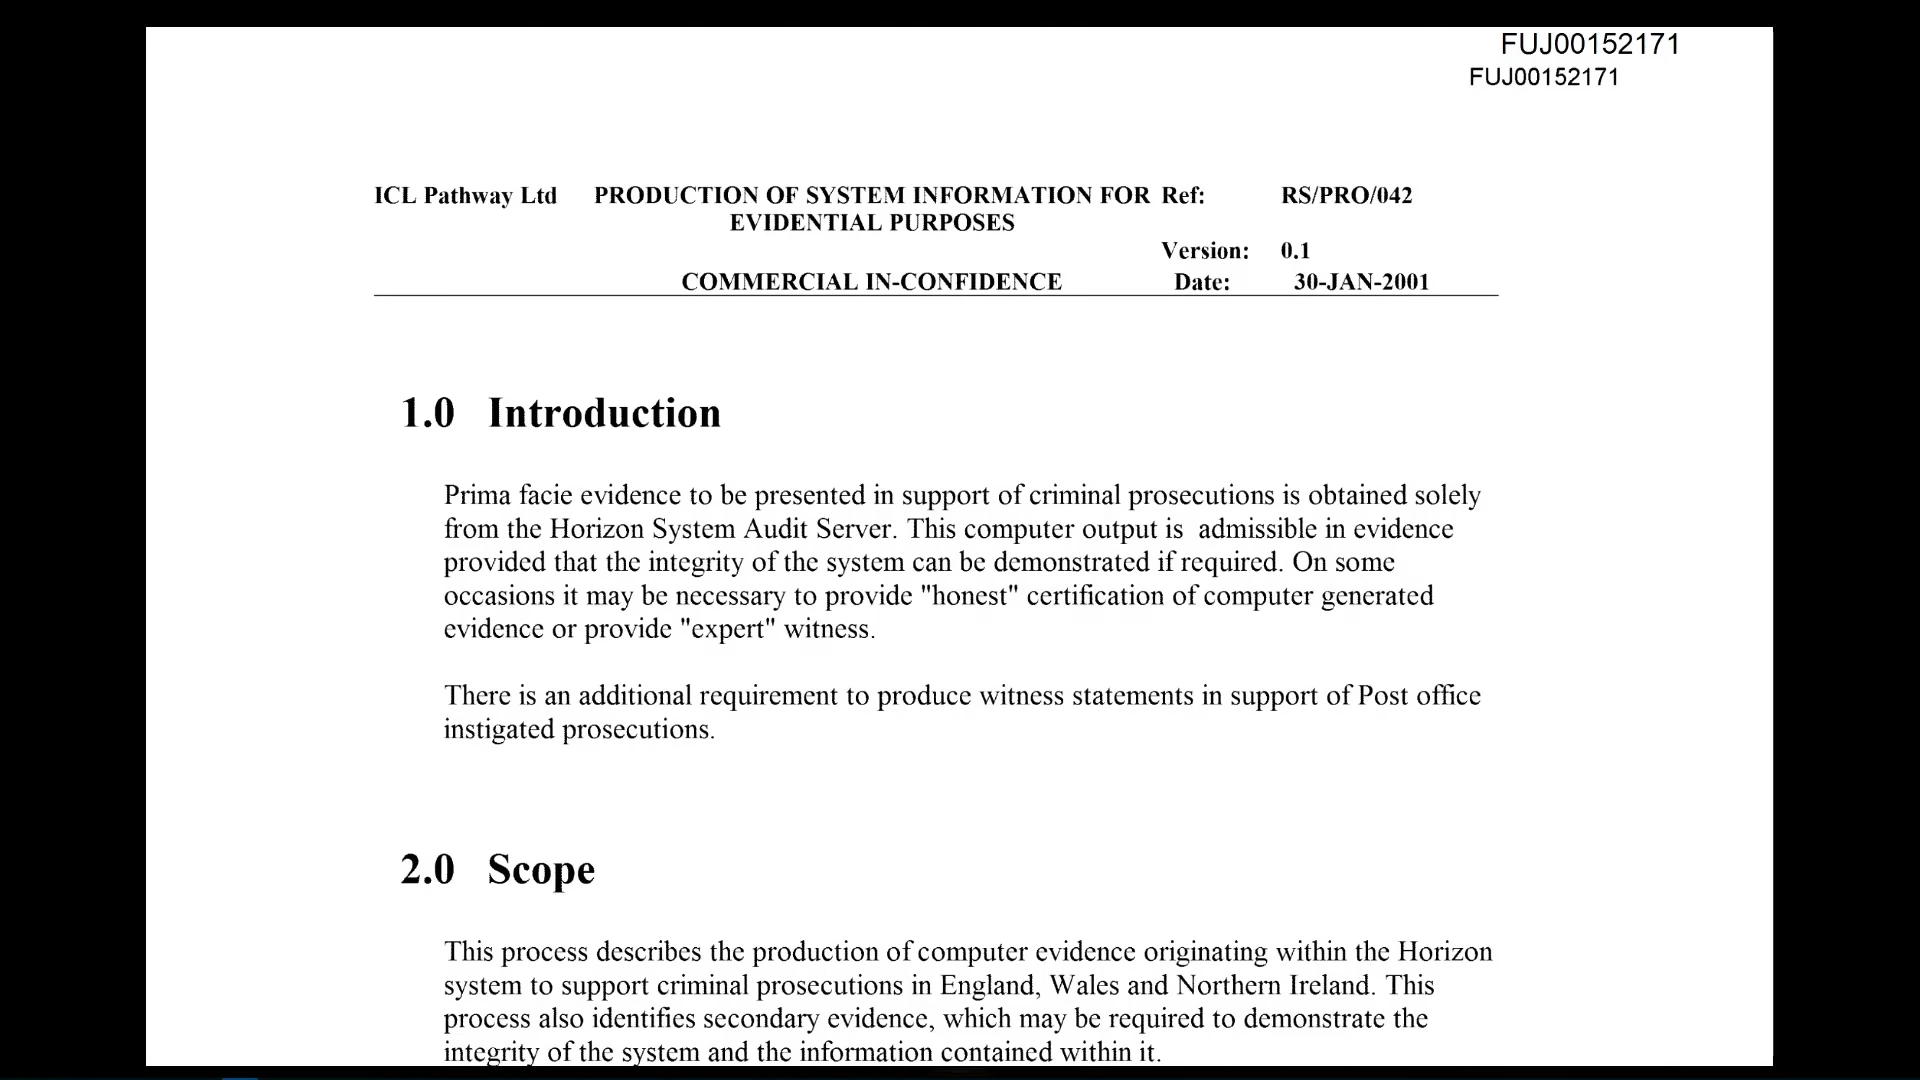 FUJ00152171
FUJ00152171
ICL Pathway Ltd PRODUCTION OF SYSTEM INFORMATION FOR Ref: RS/PRO/042
EVIDENTIAL PURPOSES
Version: 0.1
COMMERCIAL IN-CONFIDENCE Date: 30-JAN-2001
1.0 Introduction
Prima facie evidence to be presented in support of criminal prosecutions is obtained solely
from the Horizon System Audit Server. This computer output is admissible in evidence
provided that the integrity of the system can be demonstrated if required. On some
occasions it may be necessary to provide "honest" certification of computer generated
evidence or provide "expert" witness.
There is an additional requirement to produce witness statements in support of Post office
instigated prosecutions.
2.0 Scope
This process describes the production of computer evidence originating within the Horizon
system to support criminal prosecutions in England, Wales and Northern Ireland. This
process also identifies secondary evidence, which may be required to demonstrate the
integrity of the system and the information contained within it.